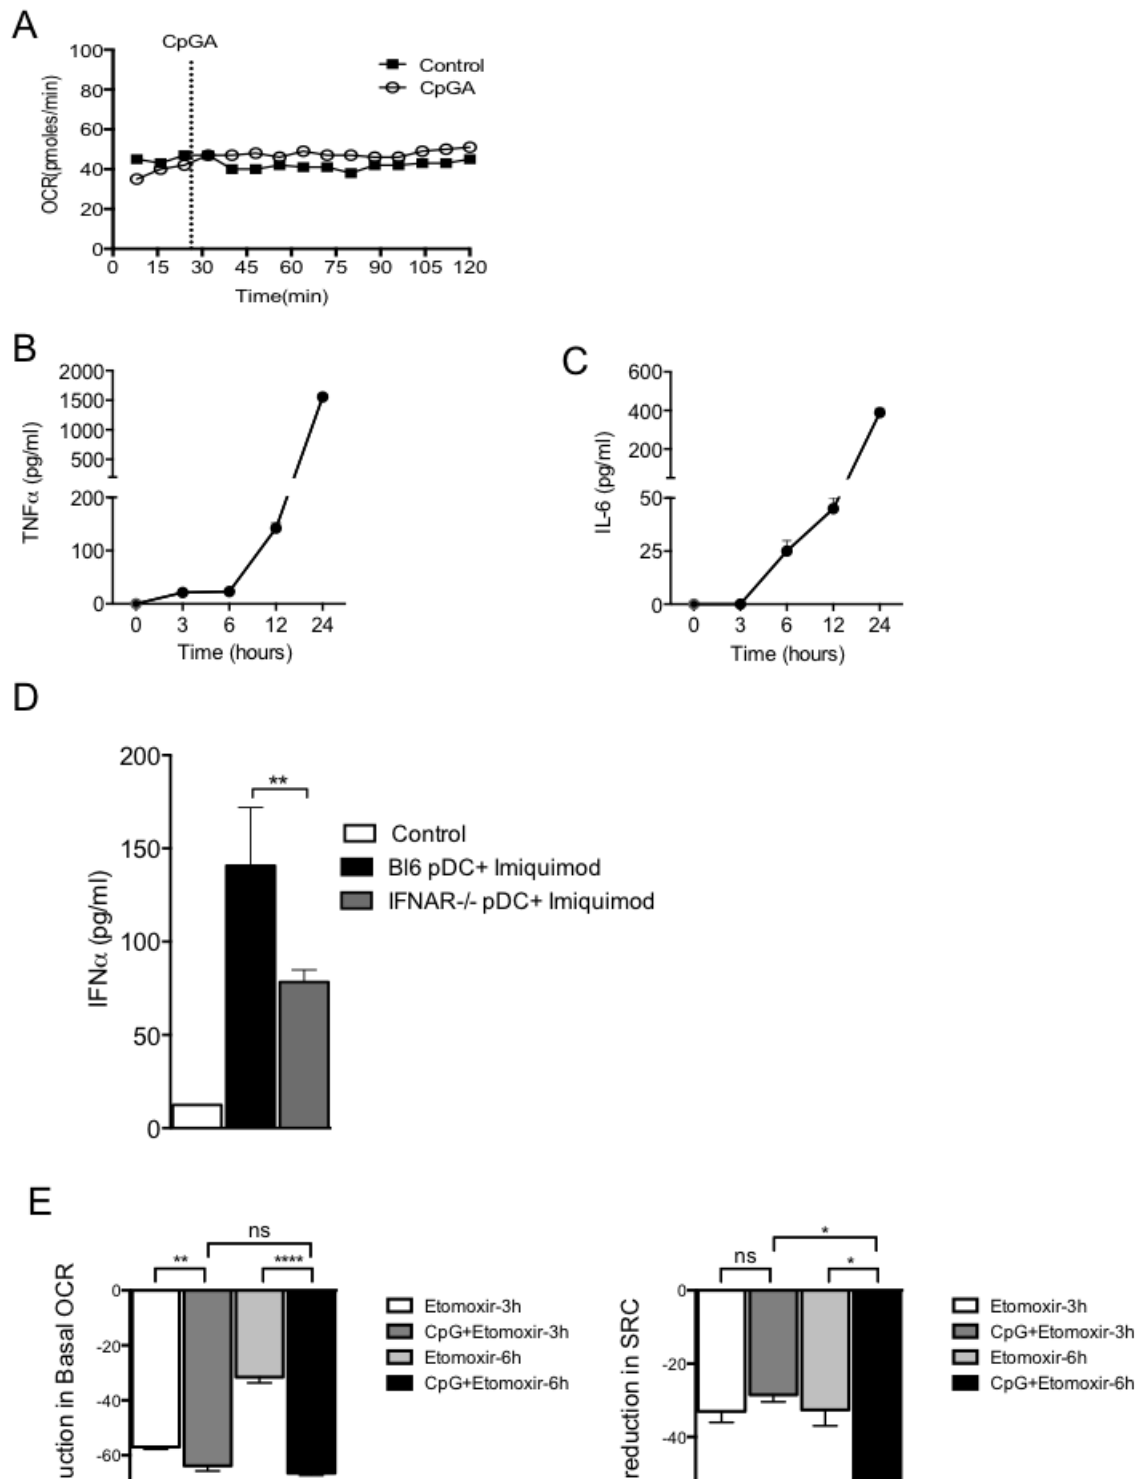 A
CpGA
OCR(pmoles/min)
100
80
60
40
20
0
0 15 30 45 60 75 90 105 120
Time(min)
Control
CpGA
B
TNFα (pg/ml)
2000
1500
1000
500
200
100
0
0 3 6 12 24
Time (hours)
C
IL-6 (pg/ml)
600
400
200
50
25
0
0 3 6 12 24
Time (hours)
D
IFNα (pg/ml)
200
150
100
50
0
**
Control
Bl6 pDC+ Imiquimod
IFNAR-/- pDC+ Imiquimod
E
uction in Basal OCR
0
-20
-40
-60
ns
** ****
Etomoxir-3h
CpG+Etomoxir-3h
Etomoxir-6h
CpG+Etomoxir-6h
reduction in SRC
0
-20
-40
*
ns *
Etomoxir-3h
CpG+Etomoxir-3h
Etomoxir-6h
CpG+Etomoxir-6h